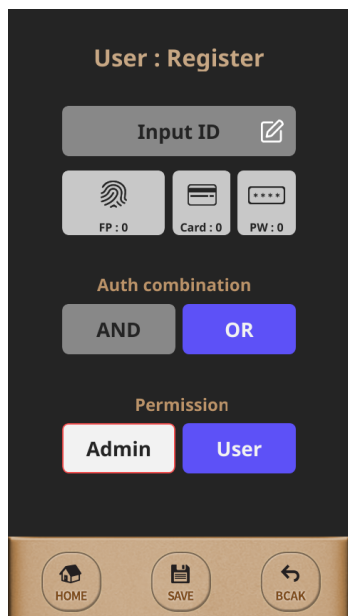 User : Register
Input ID
FP : 0 Card : 0 PW : 0
Auth combination
AND OR
Permission
Admin User
HOME SAVE BCAK